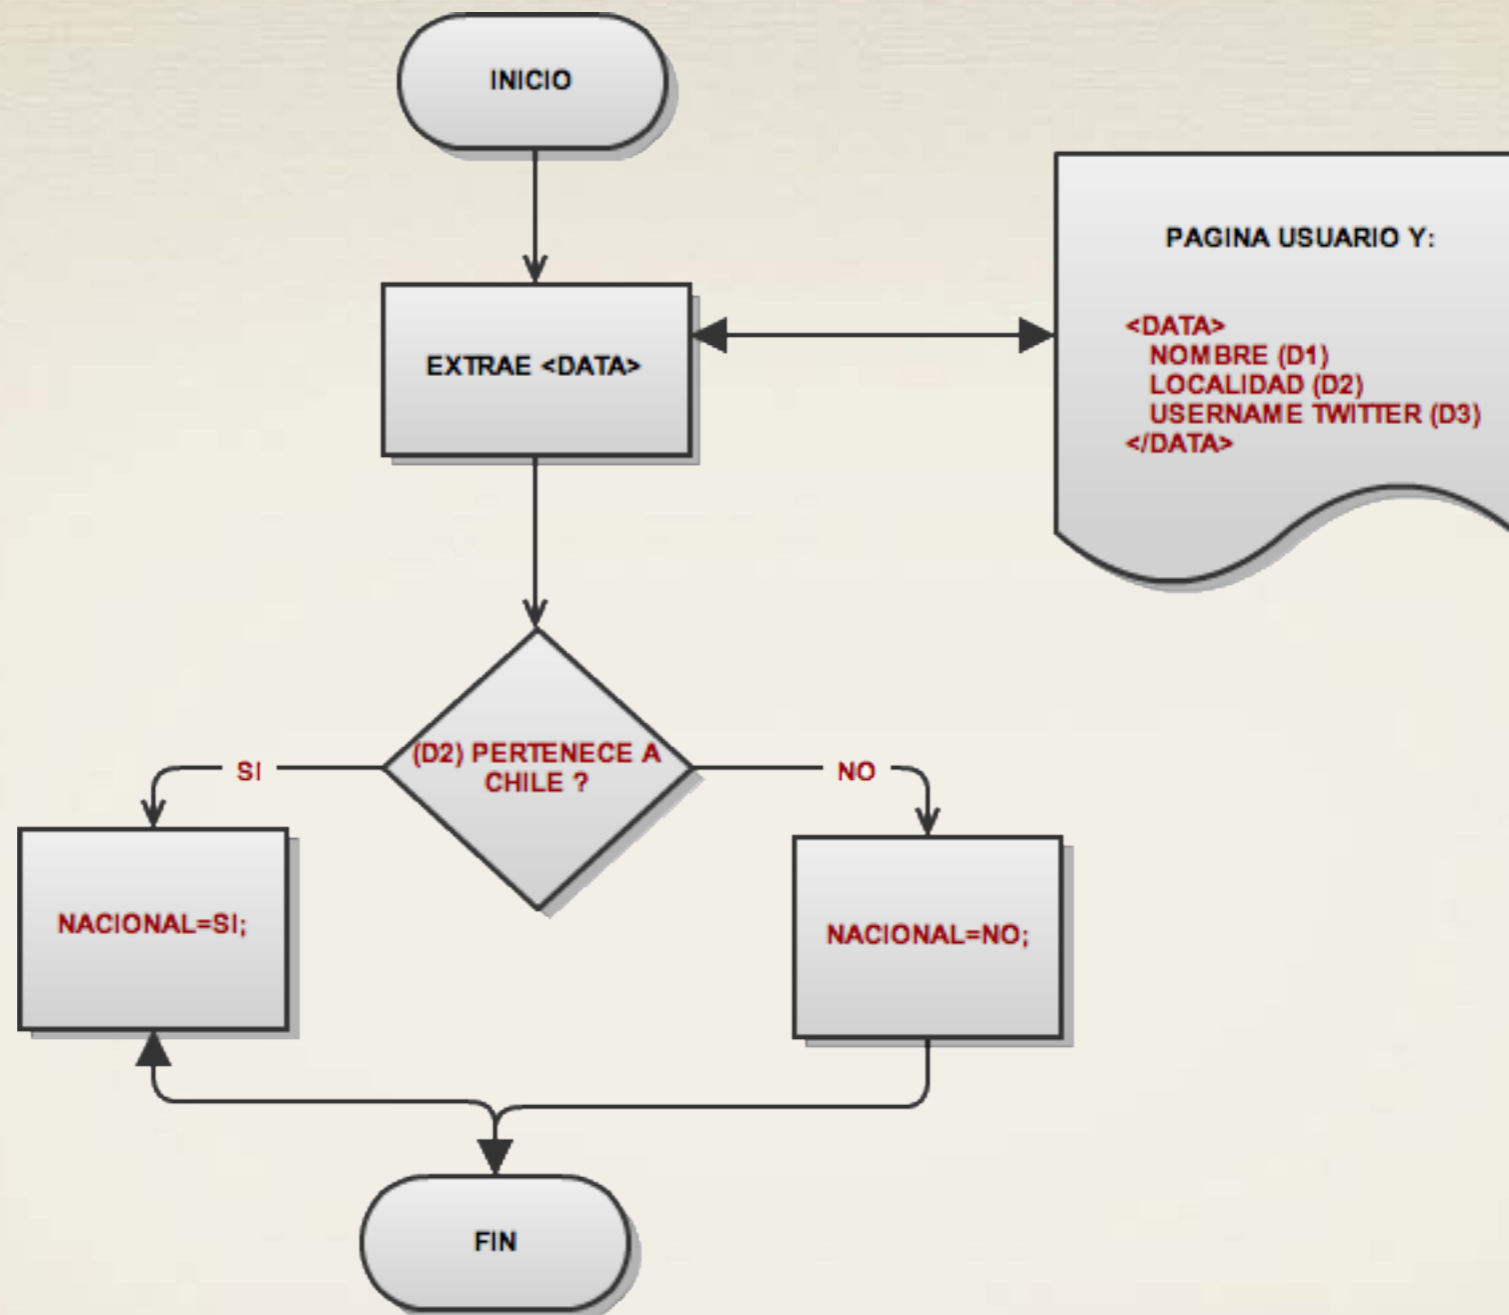 INICIO
PAGINA USUARIO Y:
<DATA>
NOMBRE (D1)
LOCALIDAD (D2)
USERNAME TWITTER (D3)
</DATA>
EXTRAE <DATA>
(D2) PERTENECE A
CHILE ?
SI
NO
NACIONAL=SI;
NACIONAL=NO;
FIN